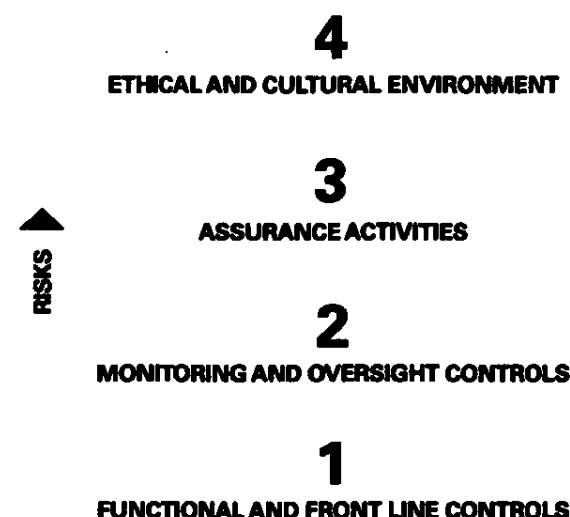 4
ETHICAL AND CULTURAL ENVIRONMENT
3
ASSURANCE ACTIVITIES
RISKS
2
MONITORING AND OVERSIGHT CONTROLS
1
FUNCTIONAL AND FRONT LINE CONTROLS